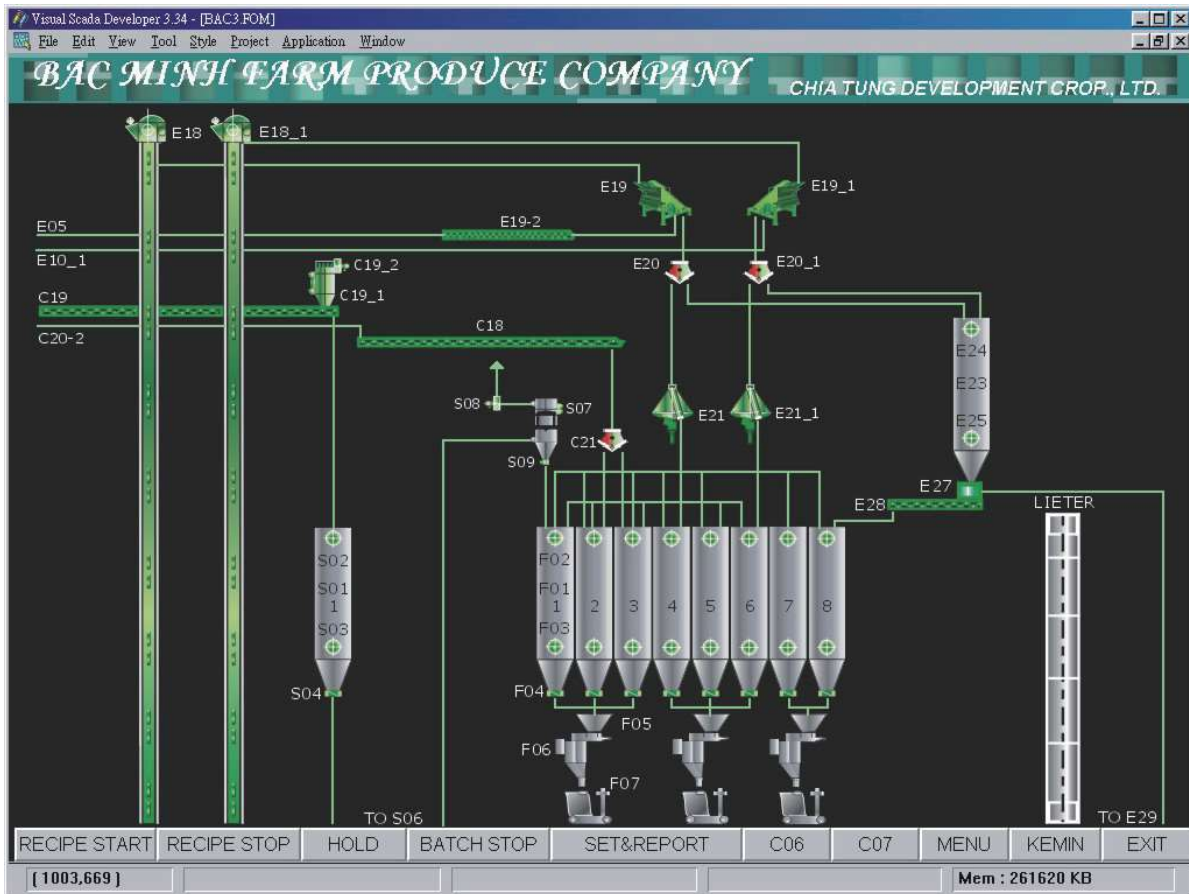 Visual Scada Developer 3.34 - [BAC3.FOM]
File Edit View Tool Style Project Application Window
BAC MINH FARM PRODUCE COMPANY
CHIA TUNG DEVELOPMENT CROP., LTD.
E18 E18_1
E19 E19_1
E05 E19-2
E10_1 C19_2 E20 E20_1
C19 C19_1
C20-2 C18
E24
E23
E25
S08 S07 E21 E21_1
C21
S09
E27
E28 LIETER
S02 F02
S01 F01
1 1 2 3 4 5 6 7 8
S03 F03
S04 F04
F05
F06
F07
TO S06 TO E29
RECIPE START RECIPE STOP HOLD BATCH STOP SET&REPORT C06 C07 MENU KEMIN EXIT
(1003,669) Mem : 261620 KB